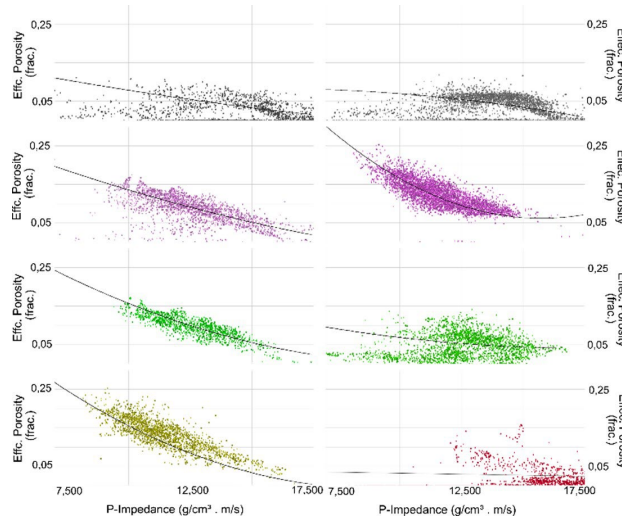 Effc. Porosity
(frac.)
0,25
0,05
0,25
0,05
Effec. Porosity
(frac.)
Effc. Porosity
(frac.)
0,25
0,05
0,25
0,05
(frac.)
Effc. Porosity
(frac.)
0,25
0,05
0,25
0,05
(frac.)
Effc. Porosity
(frac.)
0,25
0,05
0,25
0,05
(frac.)
7,500
12,500
17,500
7,500
12,500
17,500
P-Impedance (g/cm³ . m/s)
P-Impedance (g/cm³ . m/s)